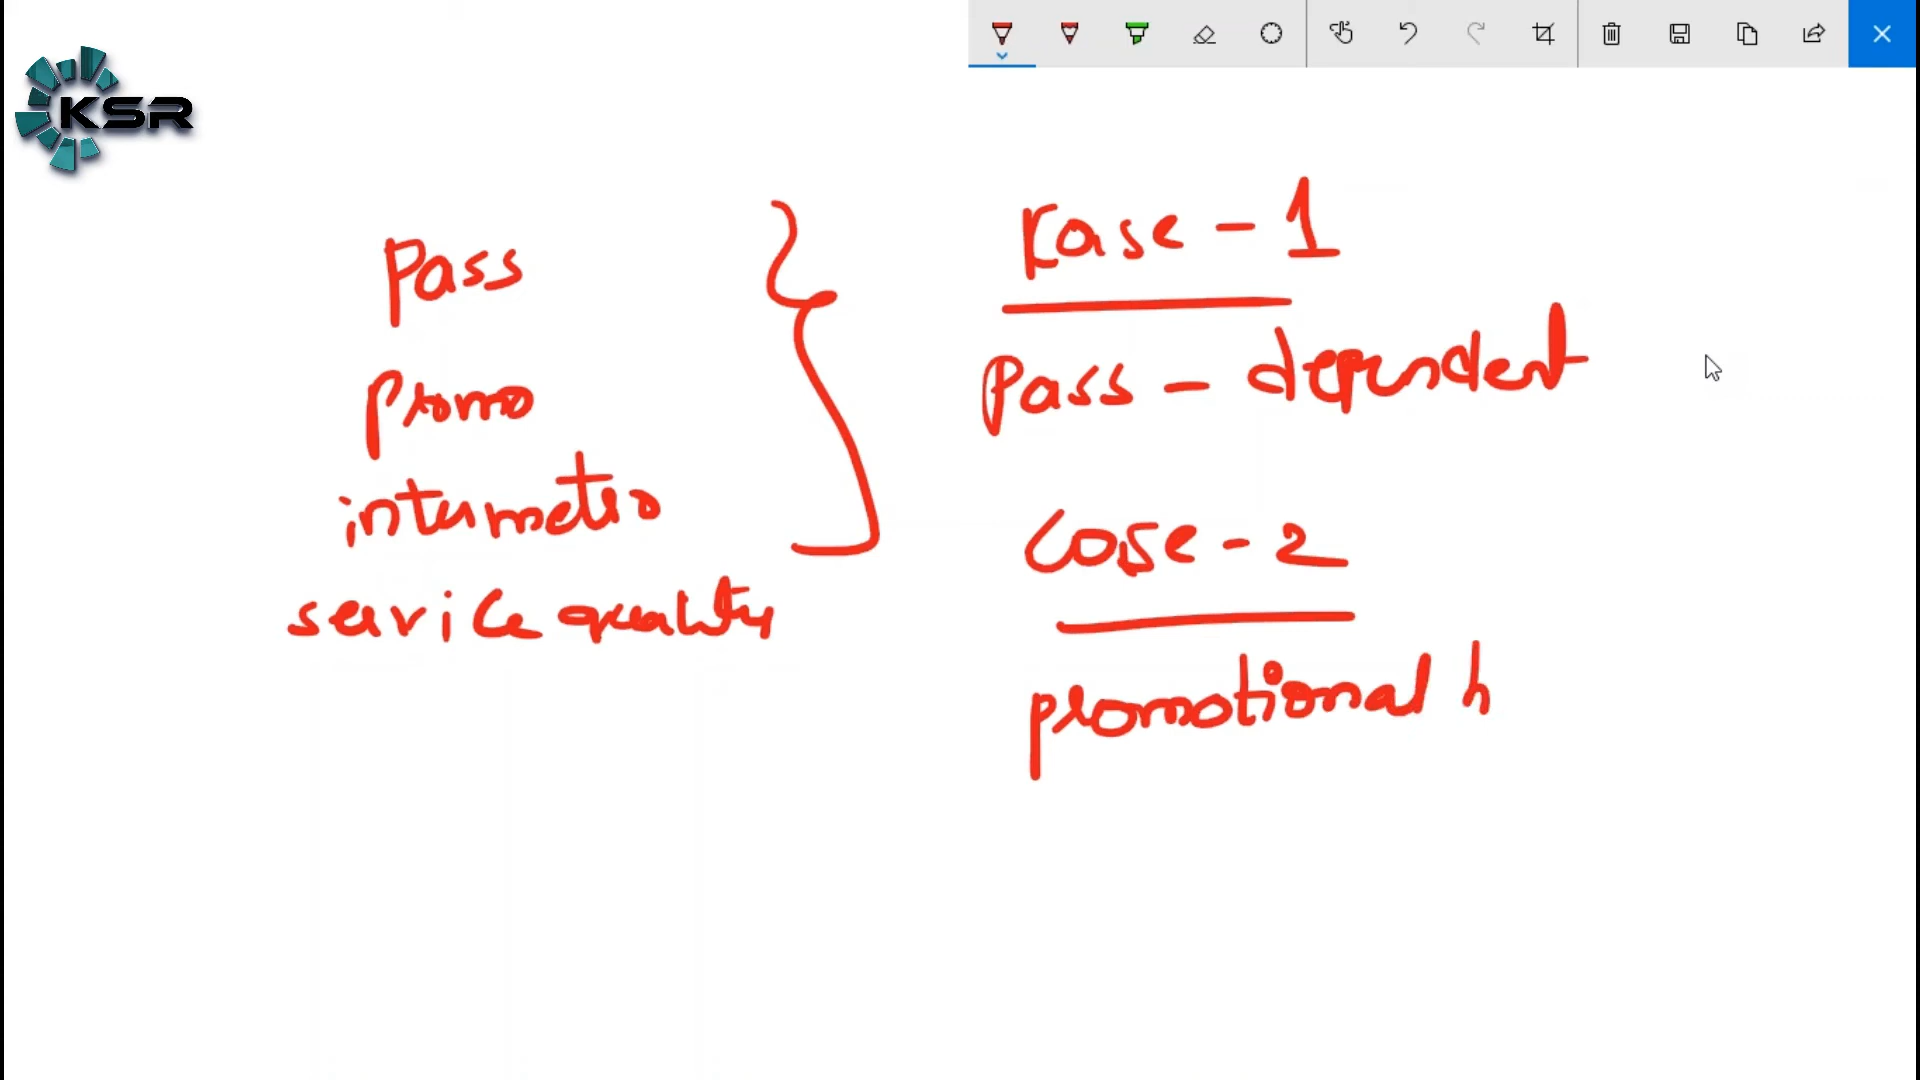 KSR
Pass
Promo
intermetro
service quality
Case - 1
Pass - dependent
Case - 2
promotional h